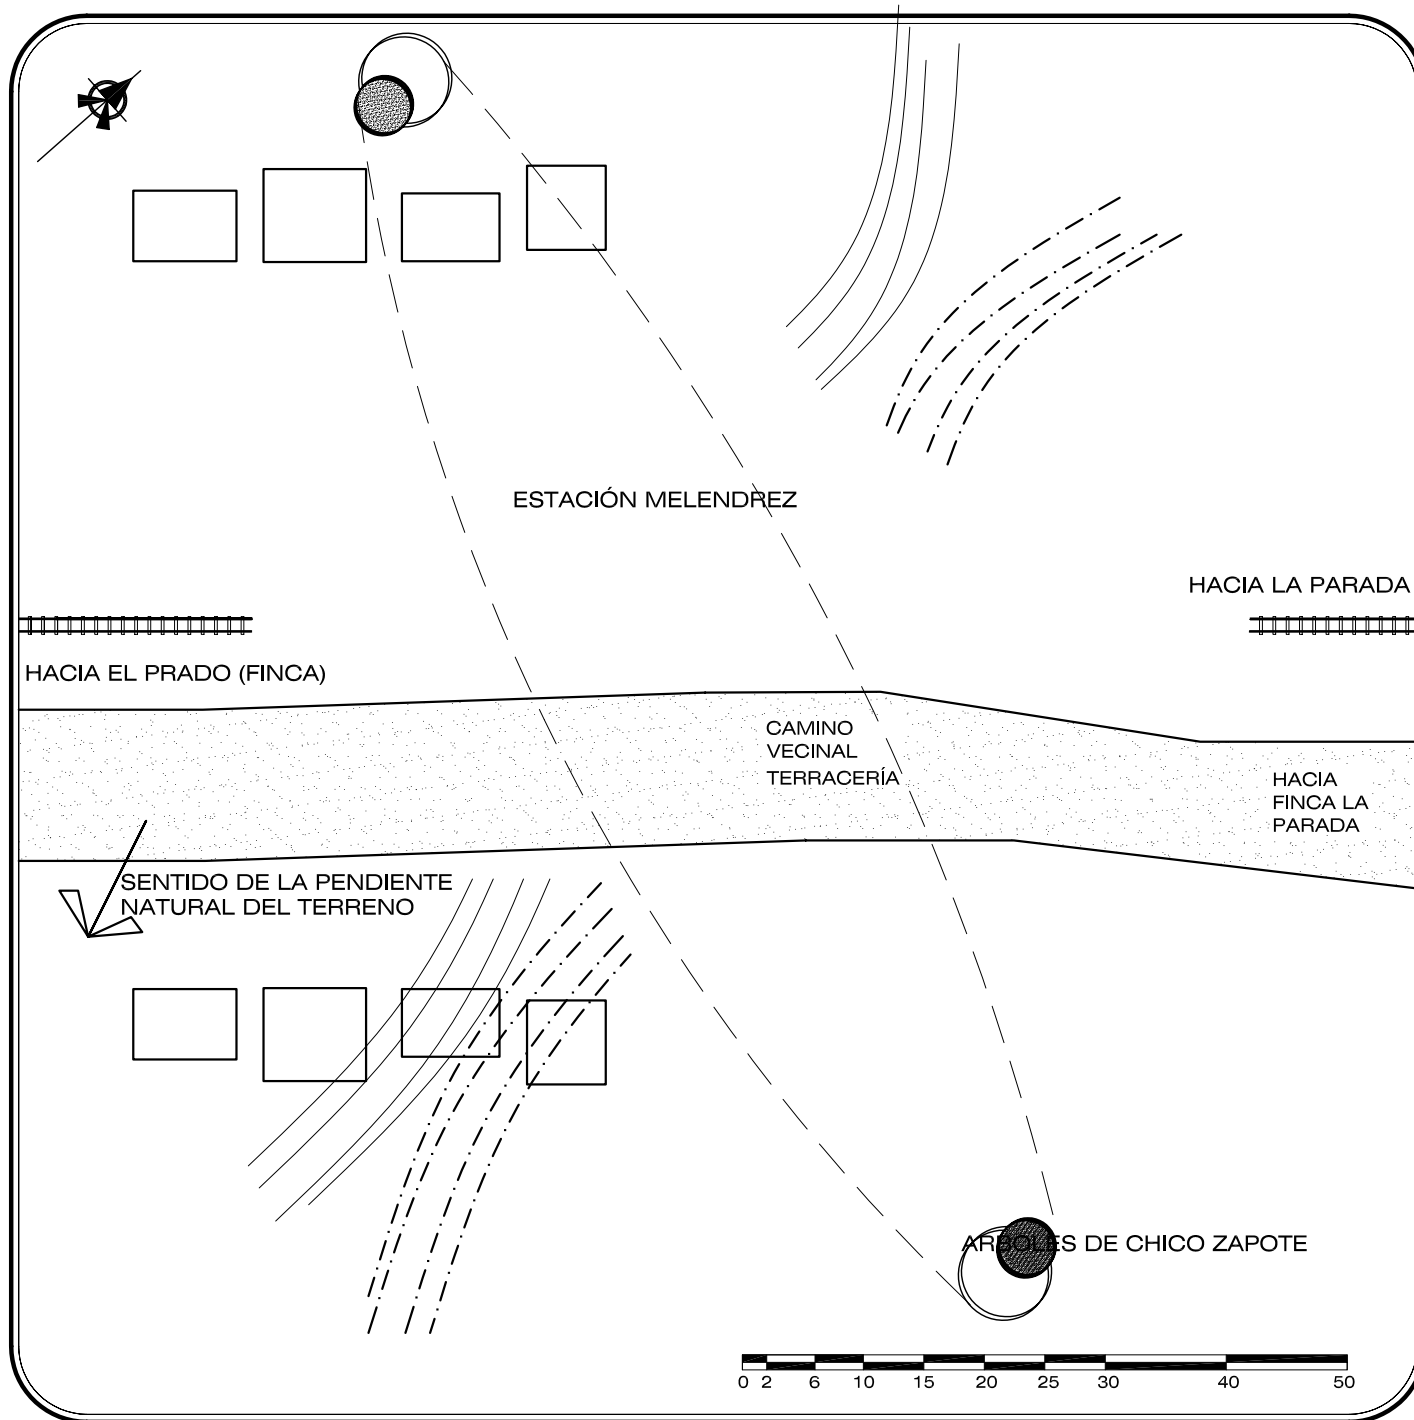 ESTACIÓN MELENDREZ
HACIA LA PARADA
HACIA EL PRADO (FINCA)
CAMINO
VECINAL
TERRACERÍA
HACIA
FINCA LA
PARADA
SENTIDO DE LA PENDIENTE
NATURAL DEL TERRENO
ARBOLES DE CHICO ZAPOTE
0 2 6 10 15 20 25 30 40 50